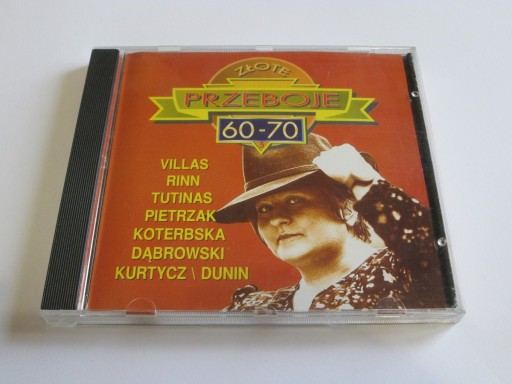 ZŁOTE
PRZEBOJE
60-70
VILLAS
RINN
TUTINAS
PIETRZAK
KOTERBSKA
DĄBROWSKI
KURTYCZ \ DUNIN